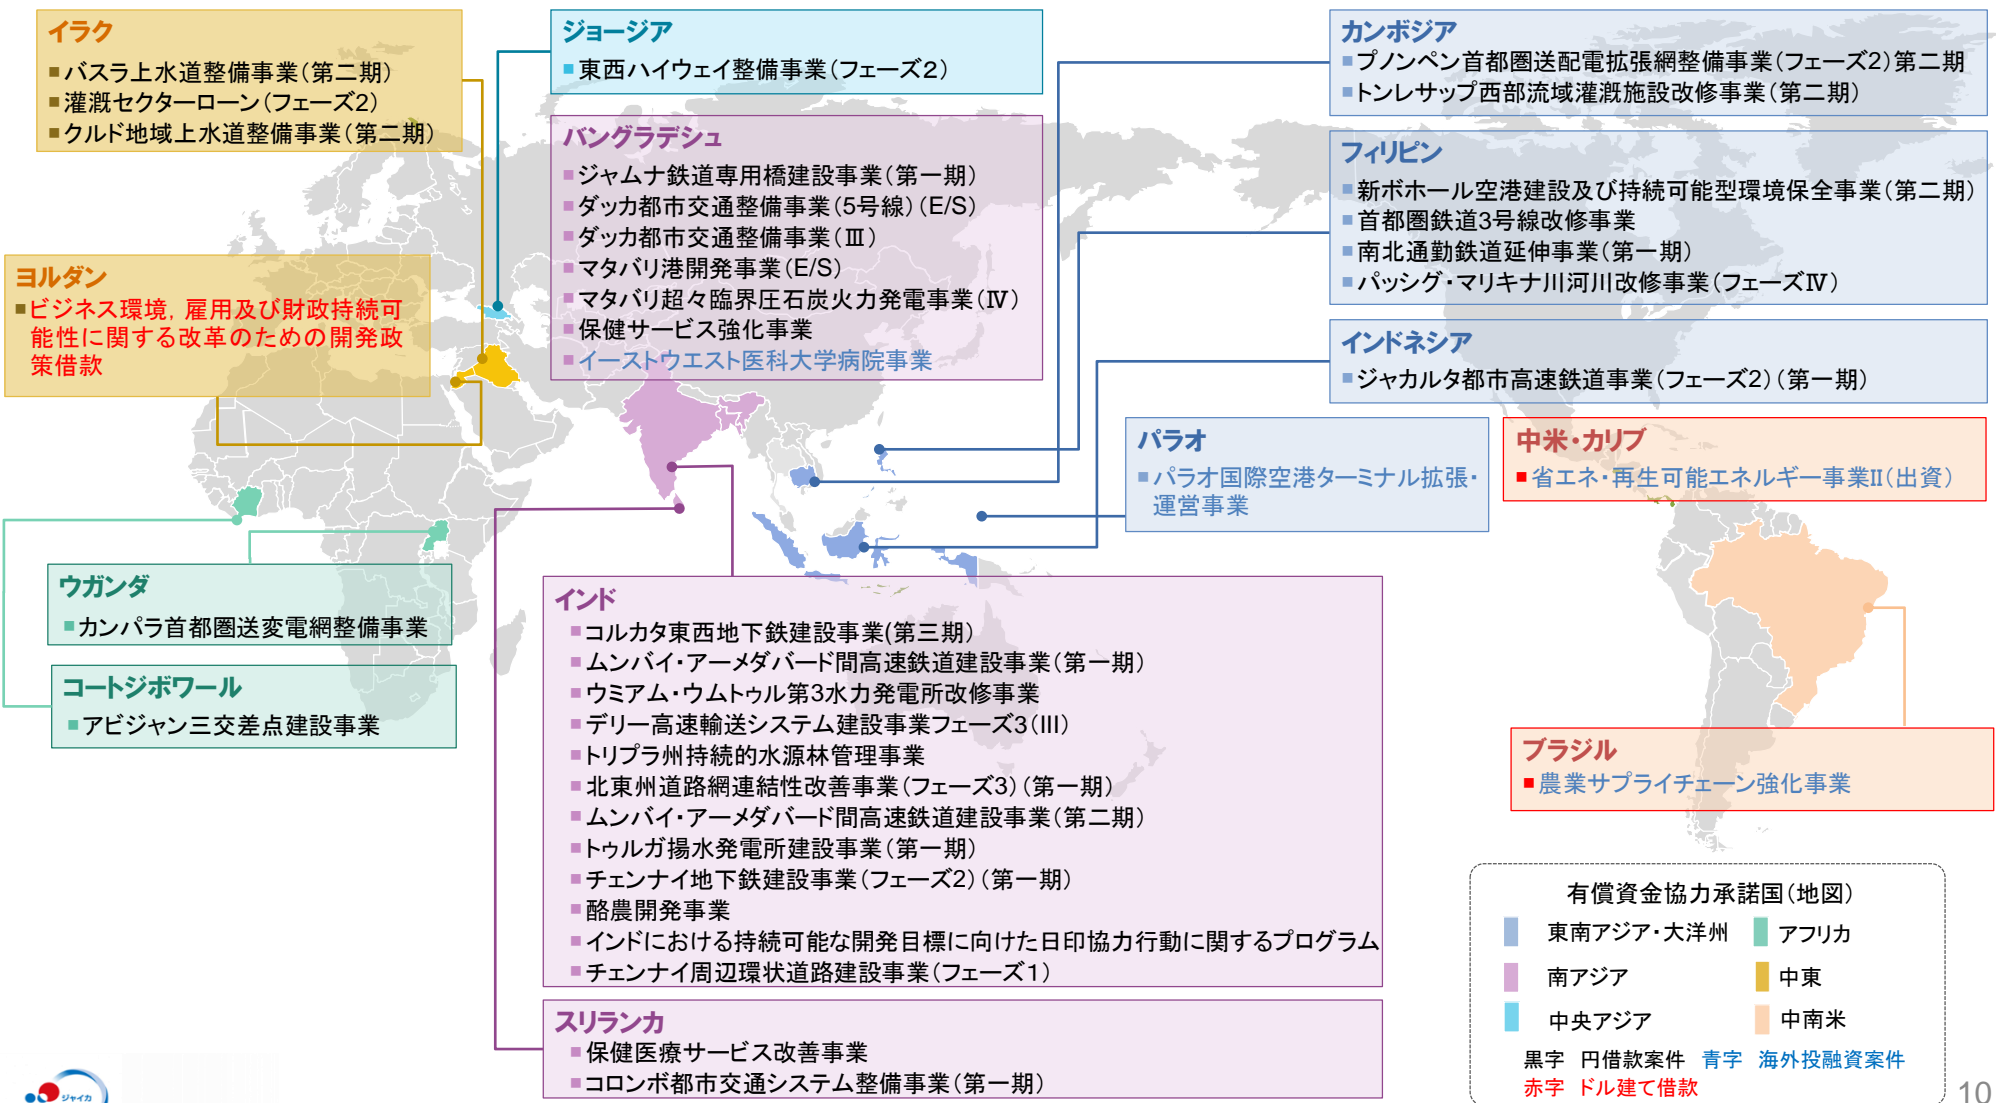 イラク
■バスラ上水道整備事業(第二期)
■灌漑セクターローン(フェーズ2)
■クルド地域上水道整備事業(第二期)
ジョージア
■東西ハイウェイ整備事業(フェーズ2)
カンボジア
■プノンペン首都圏送配電拡張網整備事業(フェーズ2)第二期
■トンレサップ西部流域灌漑施設改修事業(第二期)
バングラデシュ
■ジャムナ鉄道専用橋建設事業(第一期)
■ダッカ都市交通整備事業(5号線)(E/S)
■ダッカ都市交通整備事業(Ⅲ)
■マタバリ港開発事業(E/S)
■マタバリ超々臨界圧石炭火力発電事業(Ⅳ)
■保健サービス強化事業
■イーストウエスト医科大学病院事業
フィリピン
■新ボホール空港建設及び持続可能型環境保全事業(第二期)
■首都圏鉄道3号線改修事業
■南北通勤鉄道延伸事業(第一期)
■パッシグ・マリキナ川河川改修事業(フェーズⅣ)
ヨルダン
■ビジネス環境,雇用及び財政持続可
能性に関する改革のための開発政
策借款
インドネシア
■ジャカルタ都市高速鉄道事業(フェーズ2)(第一期)
パラオ
■パラオ国際空港ターミナル拡張・
運営事業
中米・カリブ
■省エネ・再生可能エネルギー事業II(出資)
ウガンダ
■カンパラ首都圏送変電網整備事業
コートジボワール
■アビジャン三交差点建設事業
インド
■コルカタ東西地下鉄建設事業(第三期)
■ムンバイ・アーメダバード間高速鉄道建設事業(第一期)
■ウミアム・ウムトゥル第3水力発電所改修事業
■デリー高速輸送システム建設事業フェーズ3(III)
■トリプラ州持続的水源林管理事業
■北東州道路網連結性改善事業(フェーズ3)(第一期)
■ムンバイ・アーメダバード間高速鉄道建設事業(第二期)
■トゥルガ揚水発電所建設事業(第一期)
■チェンナイ地下鉄建設事業(フェーズ2)(第一期)
■酪農開発事業
■インドにおける持続可能な開発目標に向けた日印協力行動に関するプログラム
■チェンナイ周辺環状道路建設事業(フェーズ1)
ブラジル
■農業サプライチェーン強化事業
スリランカ
■保健医療サービス改善事業
■コロンボ都市交通システム整備事業(第一期)
有償資金協力承諾国(地図)
東南アジア・大洋州 アフリカ
南アジア 中東
中央アジア 中南米
黒字 円借款案件 青字 海外投融資案件
赤字 ドル建て借款
ジャイカ
10